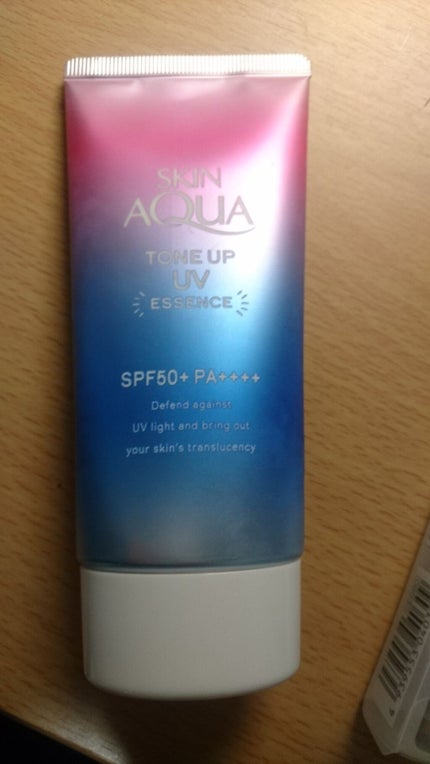 SKIN
AQUA
TONE UP
UV
ESSENCE
SPF50+ PA++++
Defend against
UV light and bring out
your skin's translucency